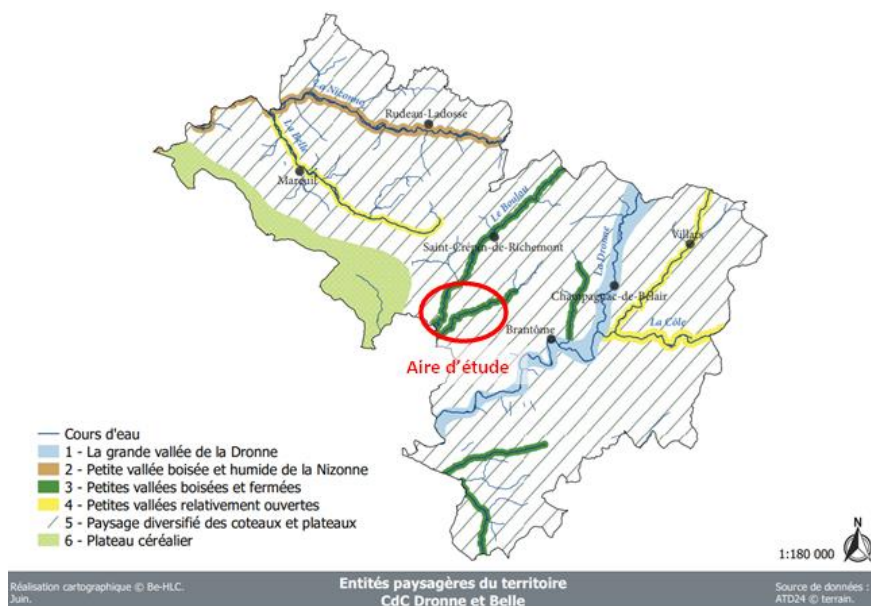 La Nizonne
Rudeau-Ladosse
La Belle
Mareuil
Le Boulou
Saint-Crépin-de-Richemont
La Dronne
Villars
Champagnac-de-Bélair
La Côle
Brantôme
Aire d'étude
Cours d'eau
1 - La grande vallée de la Dronne
2 - Petite vallée boisée et humide de la Nizonne
3 - Petites vallées boisées et fermées
4 - Petites vallées relativement ouvertes
5 - Paysage diversifié des coteaux et plateaux
6 - Plateau céréalier
N
1:180 000
Réalisation cartographique © Be-HLC.
Juin.
Entités paysagères du territoire
CdC Dronne et Belle
Source de données :
ATD24 © terrain.